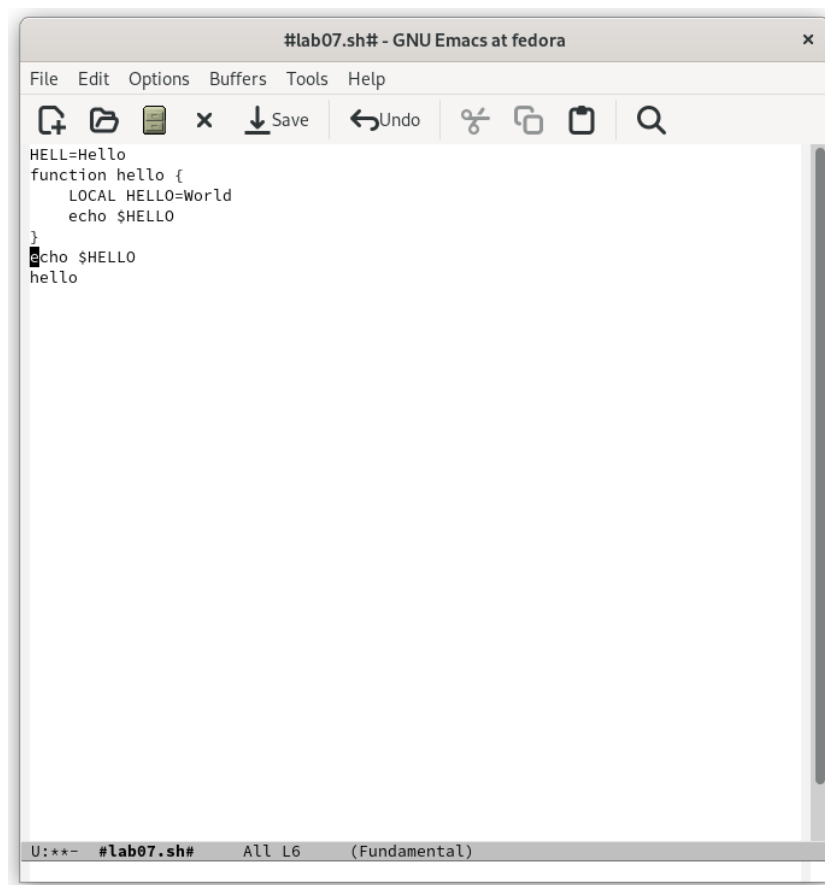 #lab07.sh# - GNU Emacs at fedora
File Edit Options Buffers Tools Help
Save Undo
HELL=Hello
function hello {
    LOCAL HELLO=World
    echo $HELLO
}
echo $HELLO
hello
U:**-  #lab07.sh#     All L6     (Fundamental)